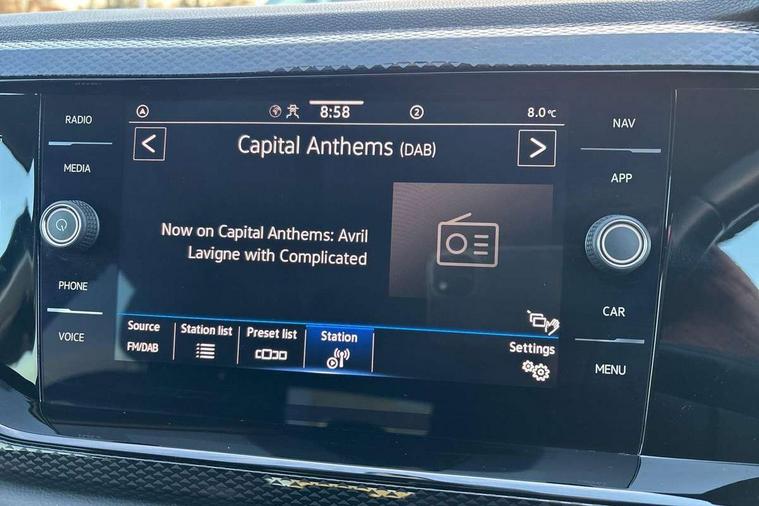 RADIO
MEDIA
PHONE
VOICE
8:58
2
8.0°C
<
Capital Anthems (DAB)
>
Now on Capital Anthems: Avril
Lavigne with Complicated
Source
FM/DAB
Station list
Preset list
Station
Settings
NAV
APP
CAR
MENU